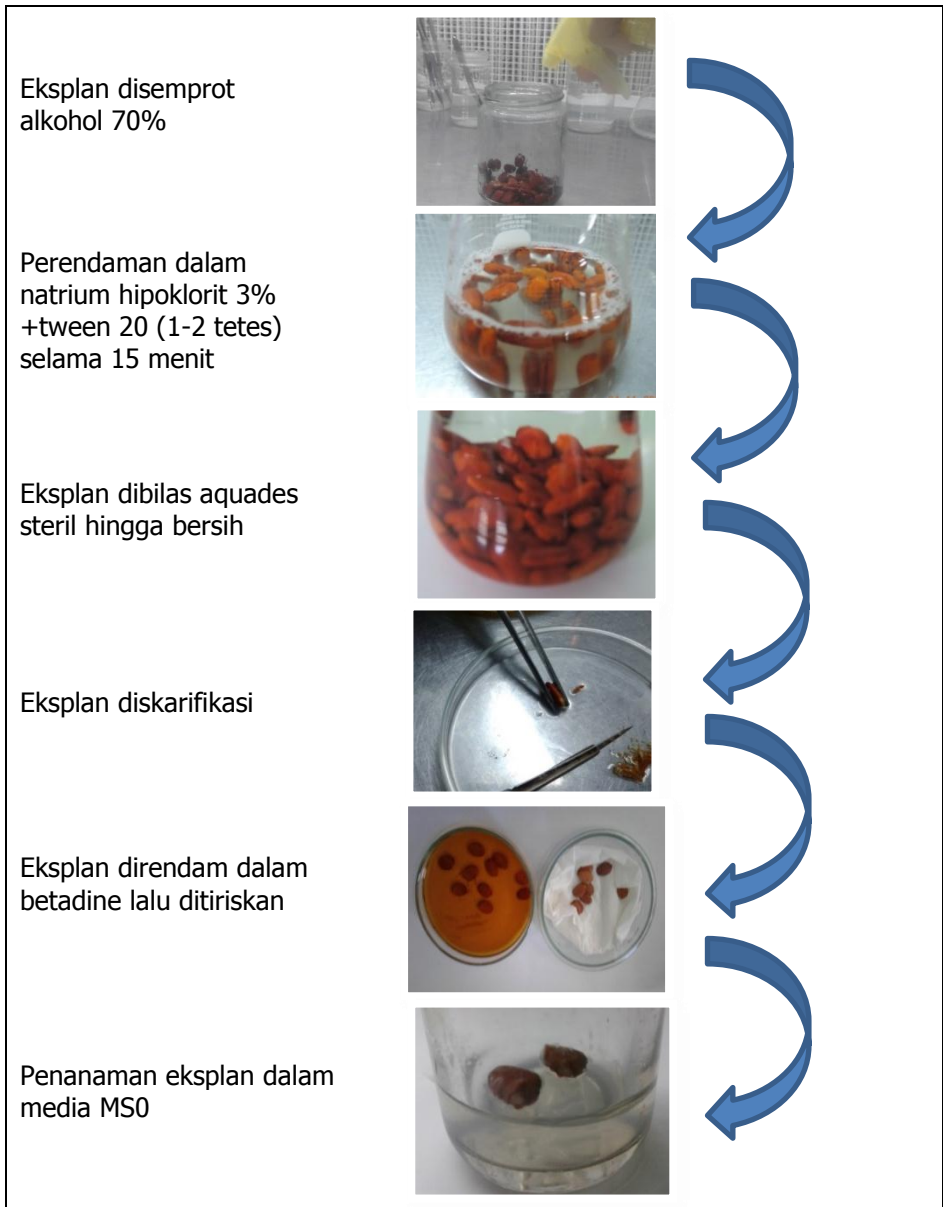 Eksplan disemprot
alkohol 70%
Perendaman dalam
natrium hipoklorit 3%
+tween 20 (1-2 tetes)
selama 15 menit
Eksplan dibilas aquades
steril hingga bersih
Eksplan diskarifikasi
Eksplan direndam dalam
betadine lalu ditiriskan
Penanaman eksplan dalam
media MS0